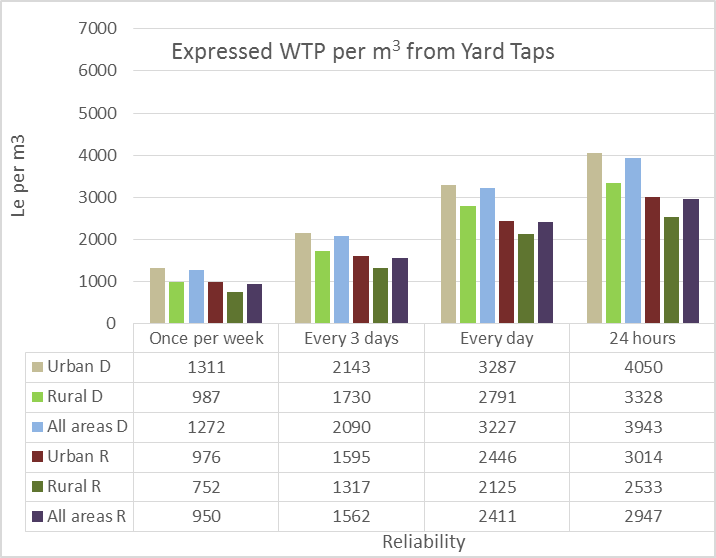 Expressed WTP per m³ from Yard Taps
7000
6000
5000
4000
3000
2000
1000
0
Le per m3
Once per week Every 3 days Every day 24 hours
Urban D 1311 2143 3287 4050
Rural D 987 1730 2791 3328
All areas D 1272 2090 3227 3943
Urban R 976 1595 2446 3014
Rural R 752 1317 2125 2533
All areas R 950 1562 2411 2947
Reliability